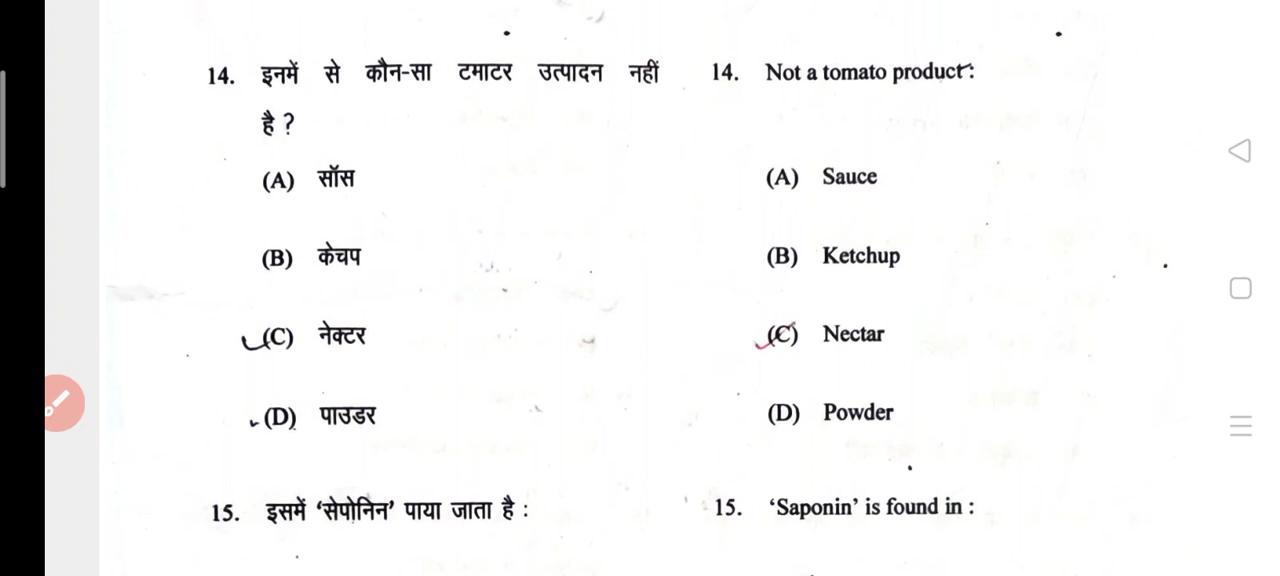 14. इनमें से कौन-सा टमाटर उत्पादन नहीं
है ?
(A) सॉस
(B) केचप
(C) नेक्टर
(D) पाउडर
15. इसमें ‘सेपोनिन’ पाया जाता है :
14. Not a tomato product:
(A) Sauce
(B) Ketchup
(C) Nectar
(D) Powder
15. ‘Saponin’ is found in :